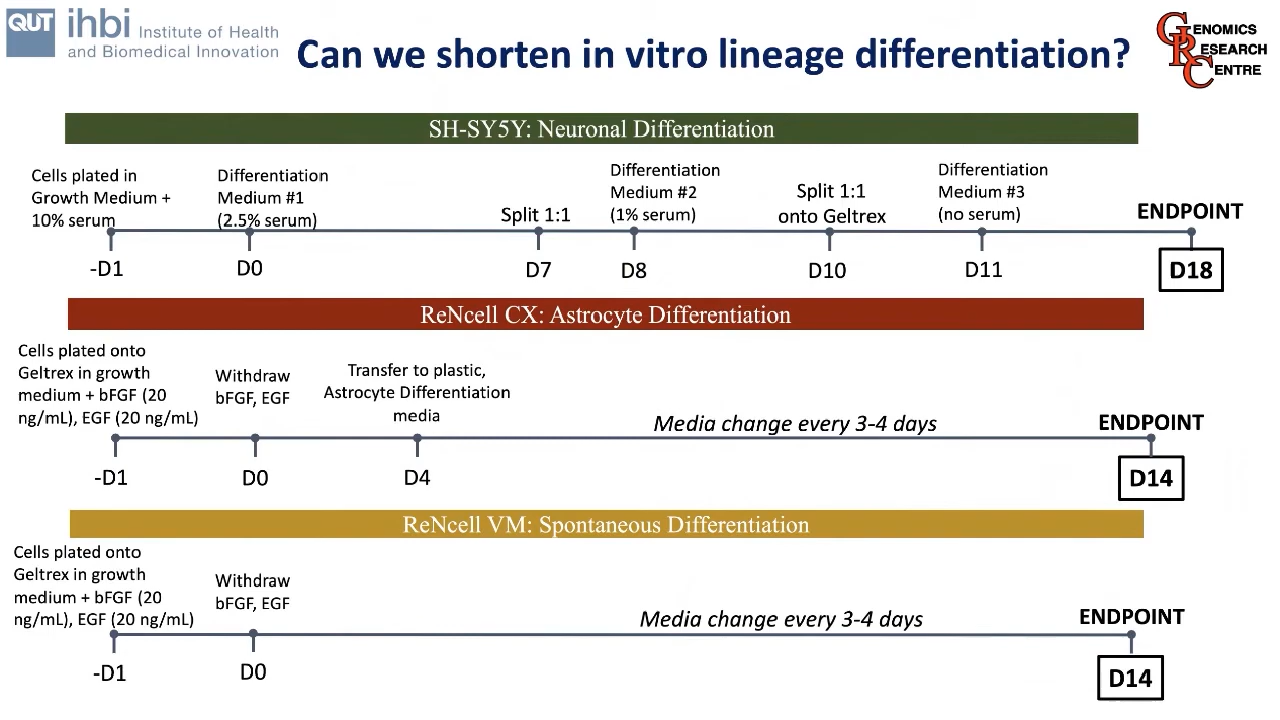 QUT
ihbi
Institute of Health
and Biomedical Innovation
Can we shorten in vitro lineage differentiation?
GENOMICS
RESEARCH
CENTRE
SH-SY5Y: Neuronal Differentiation
Cells plated in
Growth Medium +
10% serum
Differentiation
Medium #1
(2.5% serum)
Split 1:1
Differentiation
Medium #2
(1% serum)
Split 1:1
onto Geltrex
Differentiation
Medium #3
(no serum)
ENDPOINT
-D1
D0
D7
D8
D10
D11
D18
ReNcell CX: Astrocyte Differentiation
Cells plated onto
Geltrex in growth
medium + bFGF (20
ng/mL), EGF (20 ng/mL)
Withdraw
bFGF, EGF
Transfer to plastic,
Astrocyte Differentiation
media
Media change every 3-4 days
ENDPOINT
-D1
D0
D4
D14
ReNcell VM: Spontaneous Differentiation
Cells plated onto
Geltrex in growth
medium + bFGF (20
ng/mL), EGF (20 ng/mL)
Withdraw
bFGF, EGF
Media change every 3-4 days
ENDPOINT
-D1
D0
D14